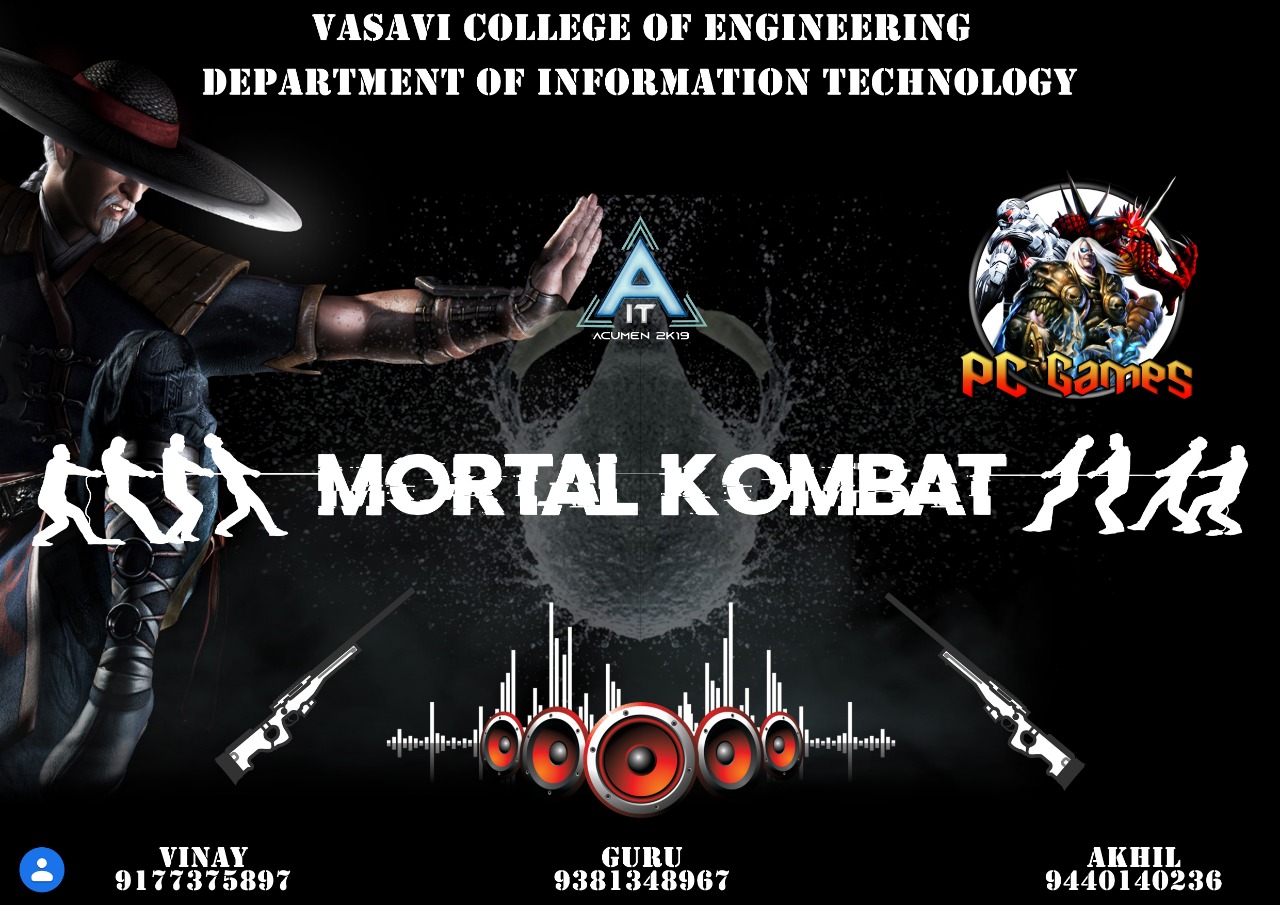 VASAVI COLLEGE OF ENGINEERING
DEPARTMENT OF INFORMATION TECHNOLOGY
A
IT
ACUMEN 2K19
PC Games
MORTAL KOMBAT
VINAY
9177375897
GURU
9381348967
AKHIL
9440140236